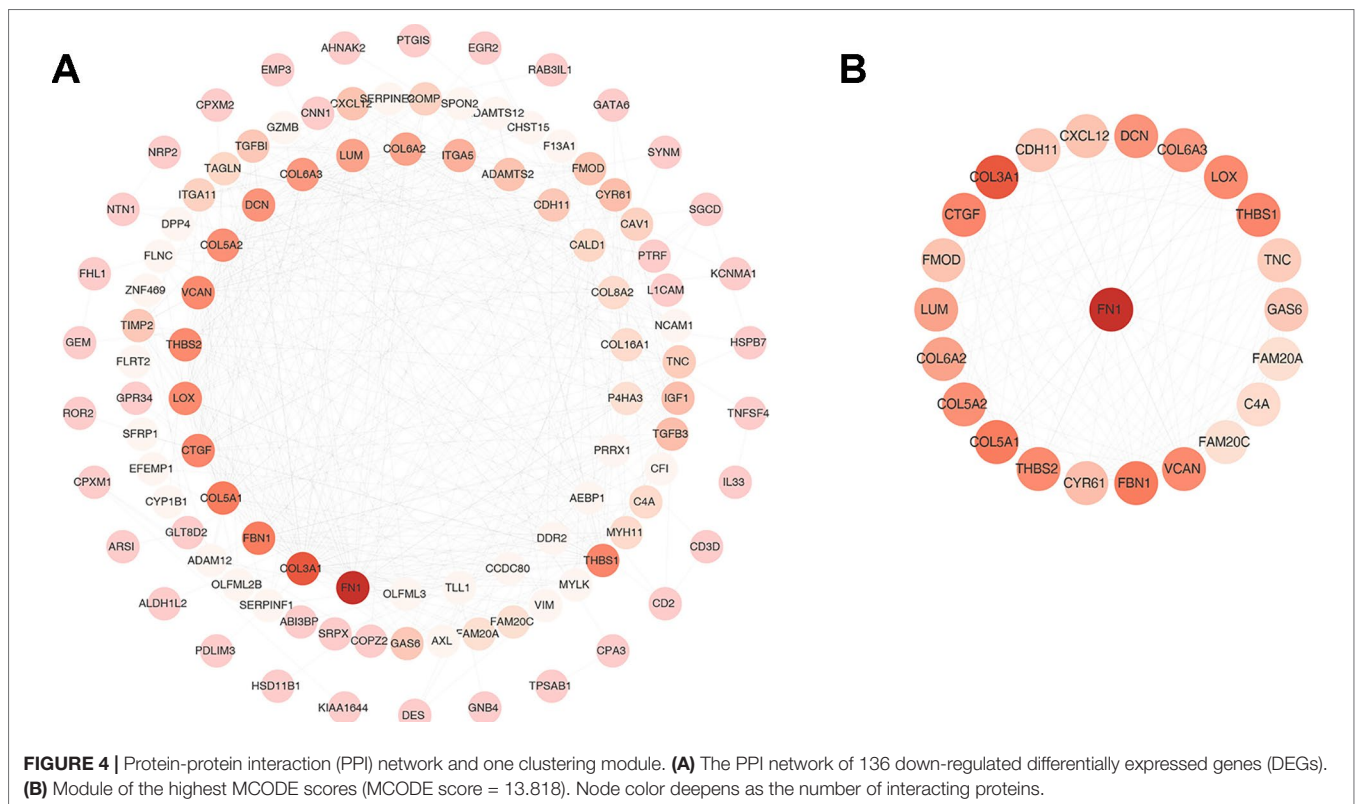 A
B
PTGIS
AHNAK2
EGR2
EMP3
RAB3IL1
CPXM2
CNN1
CXCL12
SERPINE2
COMP
SPON2
DAMTS12
GATA6
GZMB
CHST15
NRP2
TGFBI
F13A1
SYNM
LUM
COL6A2
ITGA5
TAGLN
COL6A3
ADAMTS2
FMOD
NTN1
ITGA11
DCN
CDH11
CYR61
SGCD
DPP4
CAV1
COL5A2
CALD1
FLNC
PTRF
FHL1
KCNMA1
ZNF469
VCAN
COL8A2
L1CAM
TIMP2
NCAM1
GEM
THBS2
COL16A1
HSPB7
FLRT2
TNC
GPR34
LOX
P4HA3
IGF1
ROR2
TNFSF4
SFRP1
TGFB3
CTGF
PRRX1
EFEMP1
CFI
CPXM1
IL33
CYP1B1
COL5A1
AEBP1
C4A
GLT8D2
FBN1
DDR2
MYH11
ARSI
CD3D
ADAM12
COL3A1
CCDC80
THBS1
OLFML2B
FN1
OLFML3
TLL1
MYLK
ALDH1L2
SERPINF1
VIM
CD2
ABI3BP
SRPX
COPZ2
GAS6
AXL
FAM20A
FAM20C
PDLIM3
CPA3
HSD11B1
TPSAB1
KIAA1644
DES
GNB4
CXCL12
DCN
CDH11
COL6A3
COL3A1
LOX
CTGF
THBS1
FMOD
TNC
LUM
FN1
GAS6
COL6A2
FAM20A
COL5A2
C4A
COL5A1
FAM20C
THBS2
VCAN
CYR61
FBN1
FIGURE 4 | Protein-protein interaction (PPI) network and one clustering module. (A) The PPI network of 136 down-regulated differentially expressed genes (DEGs).
(B) Module of the highest MCODE scores (MCODE score = 13.818). Node color deepens as the number of interacting proteins.